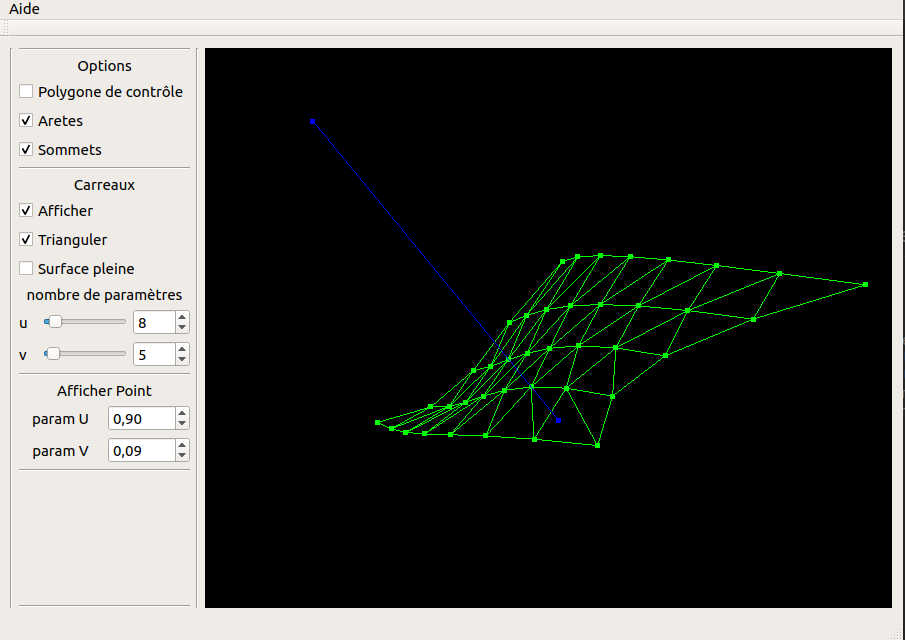 Aide
Options
Polygone de contrôle
Aretes
Sommets
Carreaux
Afficher
Trianguler
Surface pleine
nombre de paramètres
u 8
v 5
Afficher Point
param U 0,90
param V 0,09